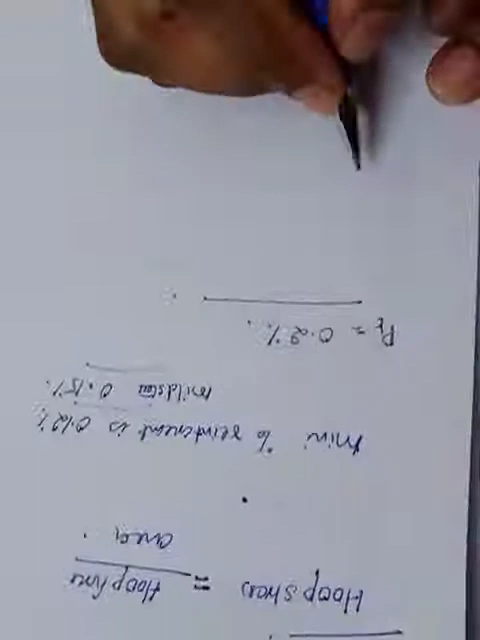 Hoop stress = Hoop force
area
mini % reinforcement is 0.12%
mild steel 0.15%
Pt = 0.2%.